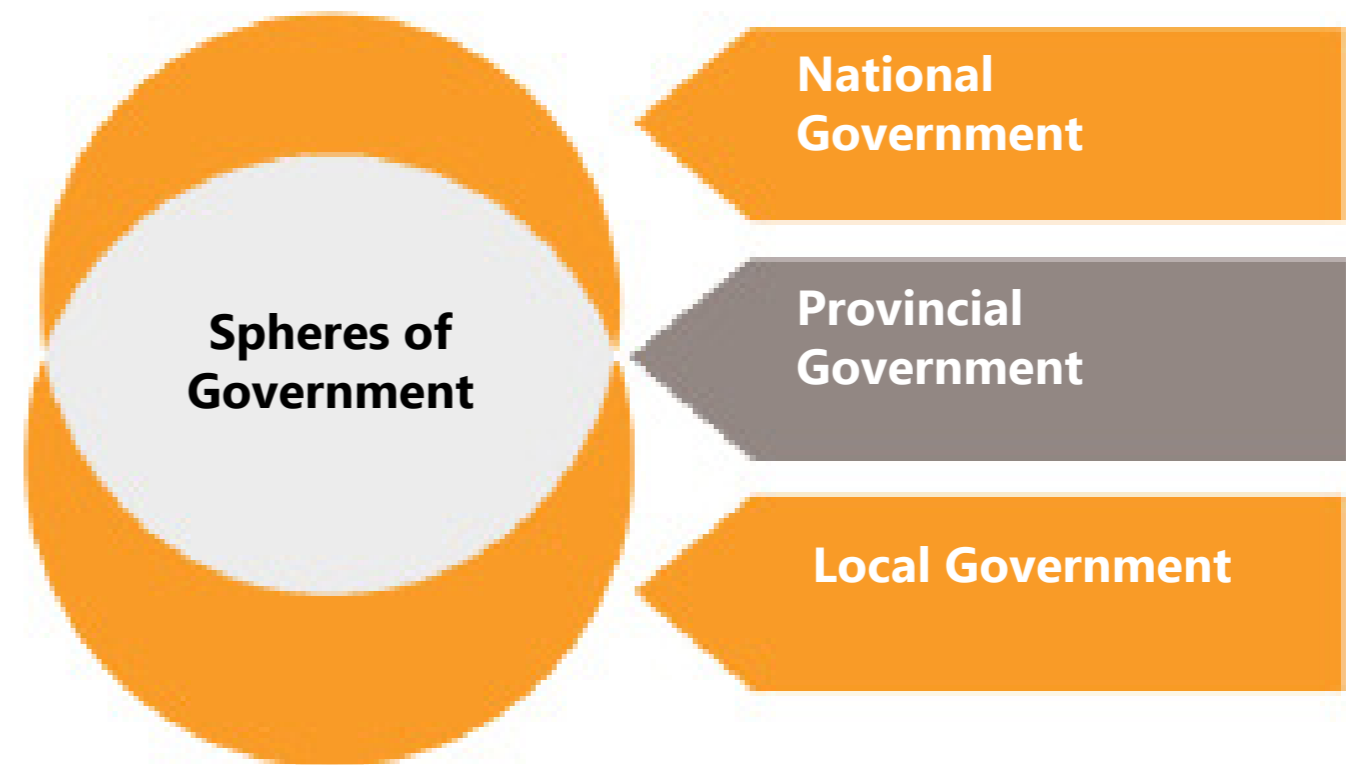 Spheres of
Government
National
Government
Provincial
Government
Local Government